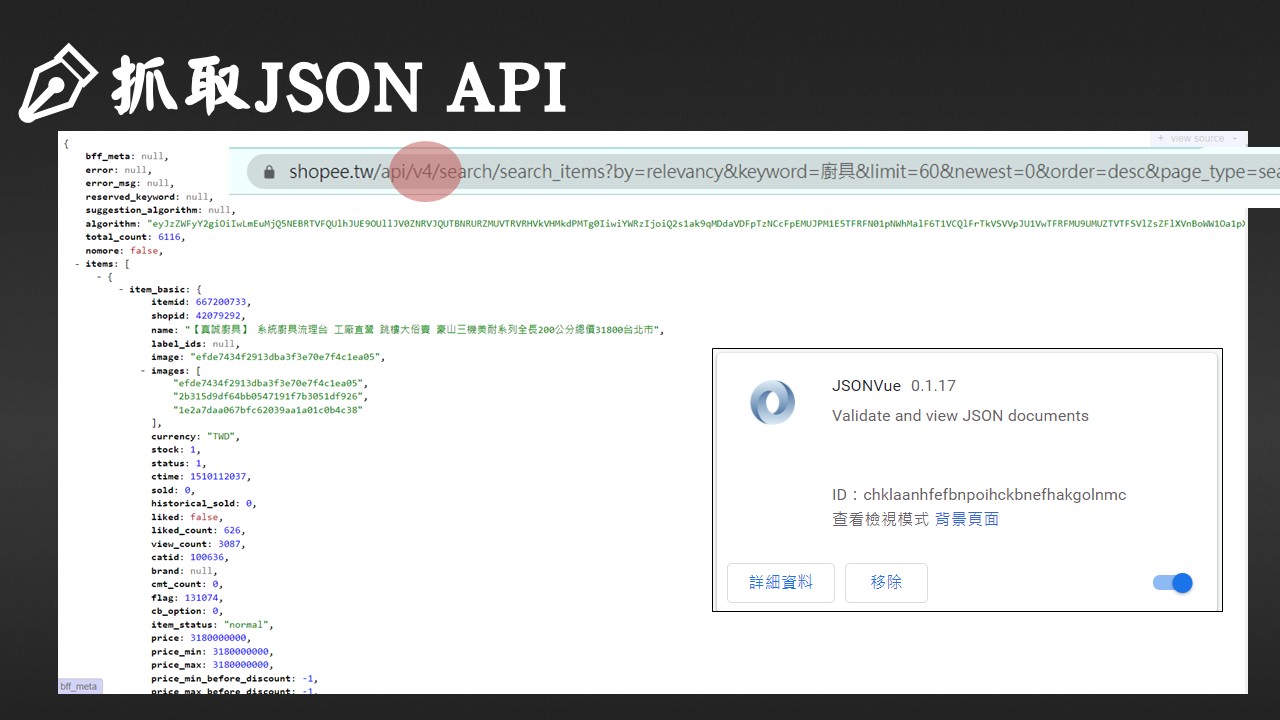 抓取JSON API
+ view source -
shopee.tw/api/v4/search/search_items?by=relevancy&keyword=廚具&limit=60&newest=0&order=desc&page_type=sea
{
bff_meta: null,
error: null,
error_msg: null,
reserved_keyword: null,
suggestion_algorithm: null,
algorithm:
total_count: 6116,
nomore: false,
- items: [
- {
- item_basic: {
itemid: 667200733,
shopid: 42079292,
name: "【真誠廚具】 系統廚具流理台 工廠直營 跳樓大俗賣 豪山三機美耐系列全長200公分總價31800台北市",
label_ids: null,
image: "efde7434f2913dba3f3e70e7f4c1ea05",
- images: [
"efde7434f2913dba3f3e70e7f4c1ea05",
"2b315d9df64bb0547191f7b3051df926",
"1e2a7daa067bfc62039aa1a01c0b4c38"
],
currency: "TWD",
stock: 1,
status: 1,
ctime: 1510112037,
sold: 0,
historical_sold: 0,
liked: false,
liked_count: 626,
view_count: 3087,
catid: 100636,
brand: null,
cmt_count: 0,
flag: 131074,
cb_option: 0,
item_status: "normal",
price: 3180000000,
price_min: 3180000000,
price_max: 3180000000,
price_min_before_discount: -1,
price_max_before_discount: -1,
bff_meta
JSONVue 0.1.17
Validate and view JSON documents
ID：chklaanhfefbnpoihckbnefhakgolnmc
查看檢視模式 背景頁面
詳細資料
移除